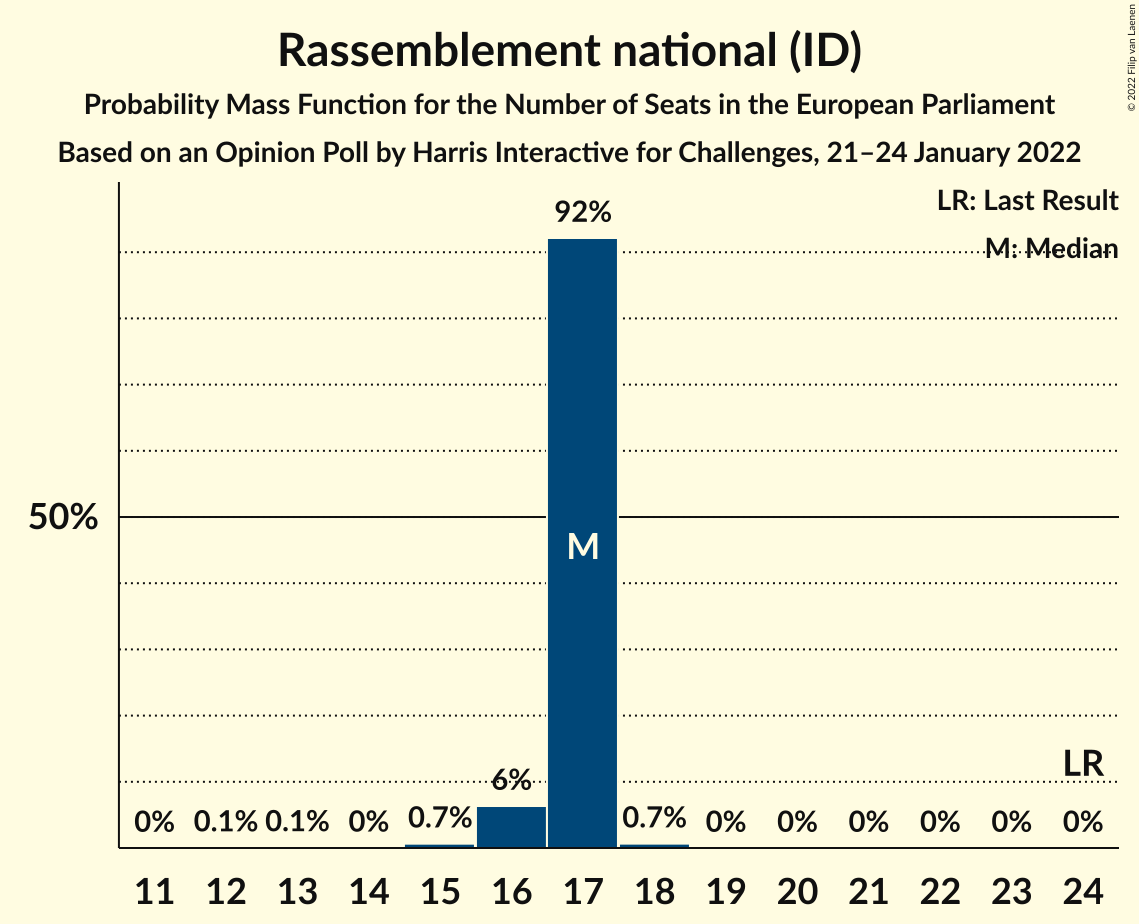 Rassemblement national (ID)
Probability Mass Function for the Number of Seats in the European Parliament
Based on an Opinion Poll by Harris Interactive for Challenges, 21–24 January 2022
© 2022 Filip van Laenen
LR: Last Result
M: Median
92%
50%
M
LR
6%
0% 0.1% 0.1% 0% 0.7% 0.7% 0% 0% 0% 0% 0% 0%
11 12 13 14 15 16 17 18 19 20 21 22 23 24